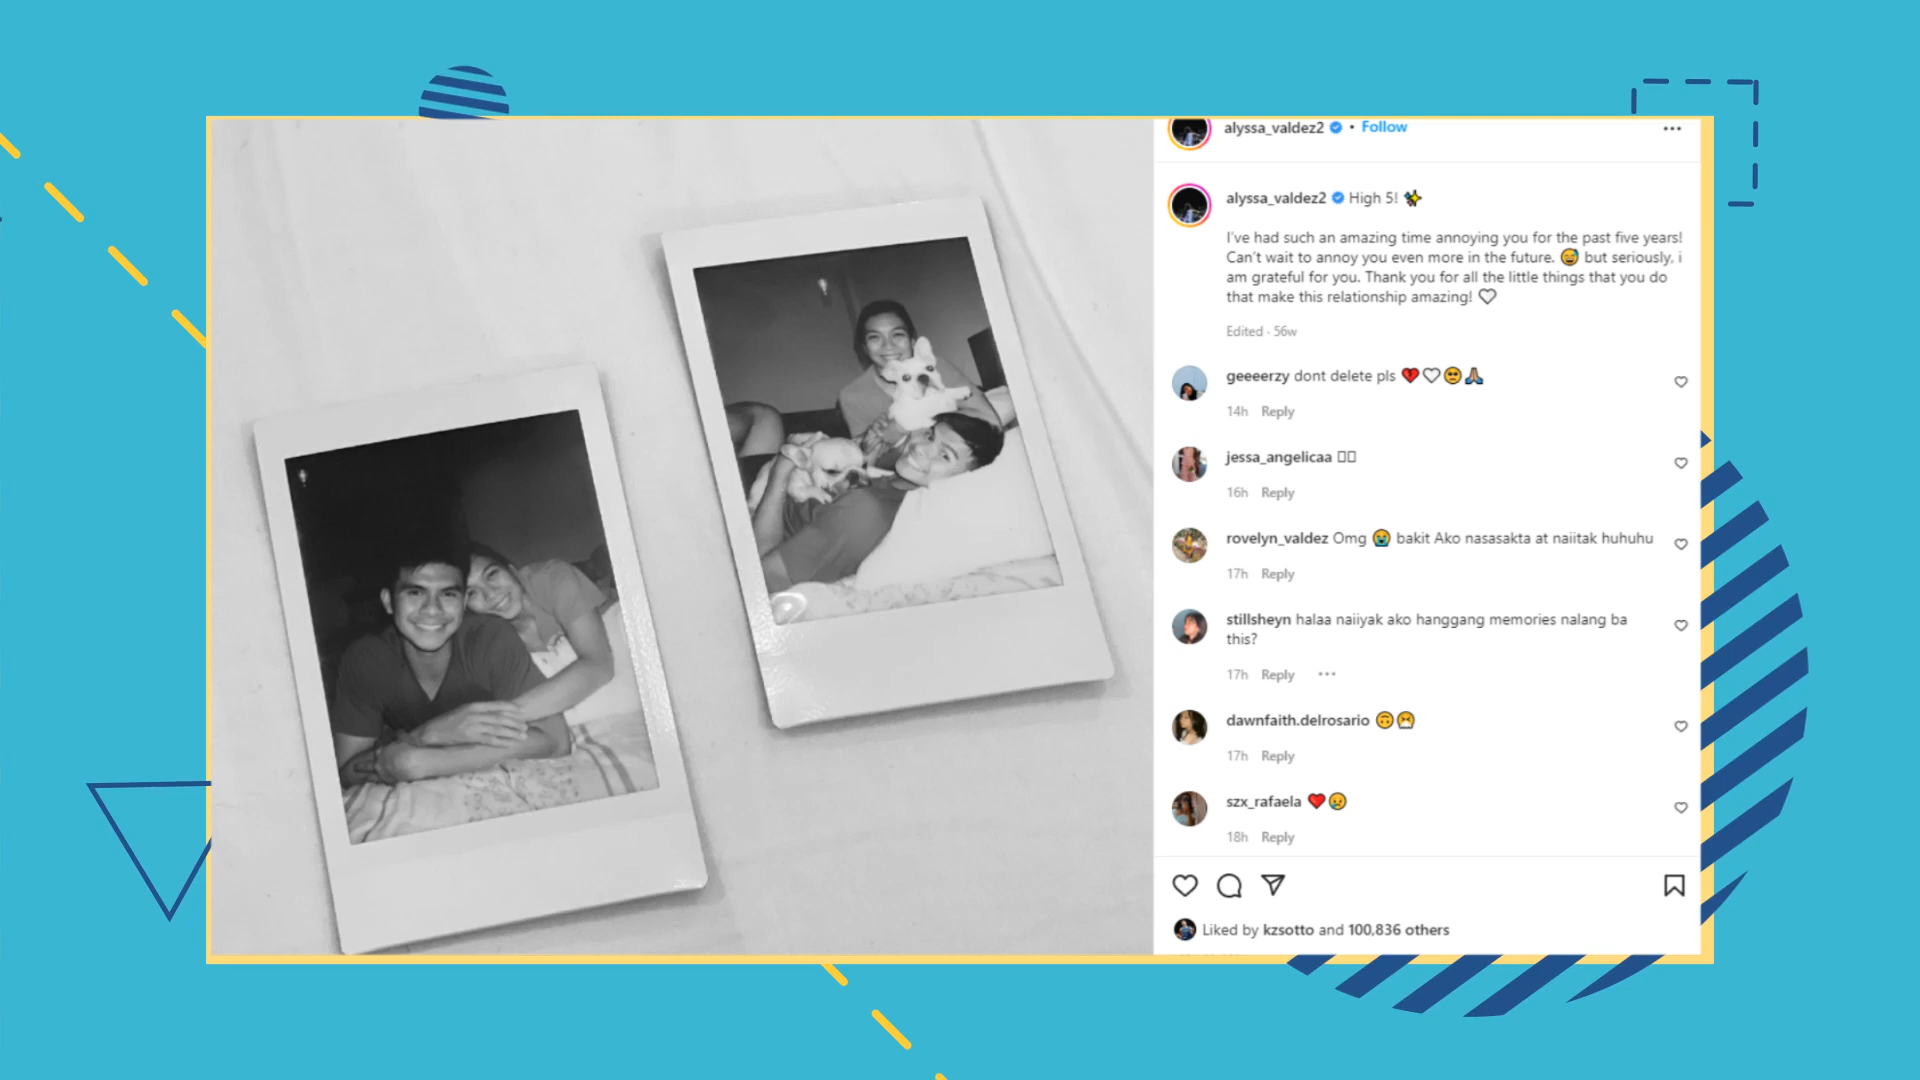 alyssa_valdez2 • Follow
alyssa_valdez2 High 5! ✨
I've had such an amazing time annoying you for the past five years!
Can't wait to annoy you even more in the future. 😅 but seriously, i
am grateful for you. Thank you for all the little things that you do
that make this relationship amazing! 🤍
Edited · 56w
geeeerzy dont delete pls ❤️🤍🥺🙏🏼
14h Reply
jessa_angelicaa
16h Reply
rovelyn_valdez Omg 😭 bakit Ako nasasakta at naiitak huhuhu
17h Reply
stillsheyn halaa naiiyak ako hanggang memories nalang ba
this?
17h Reply •••
dawnfaith.delrosario 🙃😷
17h Reply
szx_rafaela ❤️😢
18h Reply
Liked by kzsotto and 100,836 others